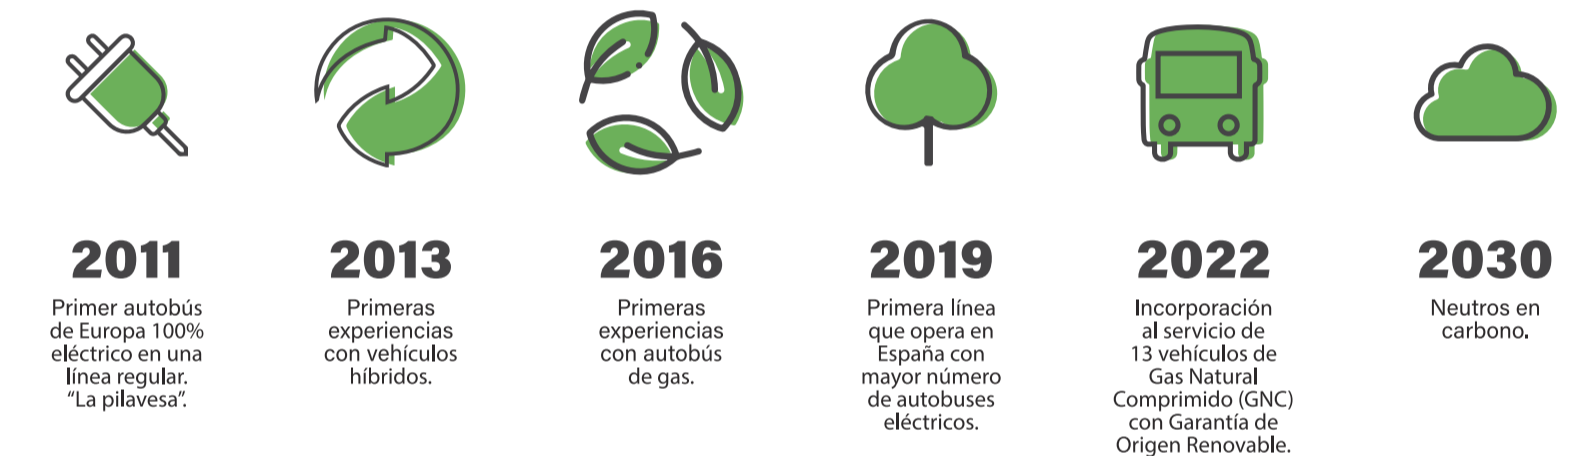 2011
Primer autobús
de Europa 100%
eléctrico en una
línea regular.
“La pilavesa”.
2013
Primeras
experiencias
con vehículos
híbridos.
2016
Primeras
experiencias
con autobús
de gas.
2019
Primera línea
que opera en
España con
mayor número
de autobuses
eléctricos.
2022
Incorporación
al servicio de
13 vehículos de
Gas Natural
Comprimido (GNC)
con Garantía de
Origen Renovable.
2030
Neutros en
carbono.